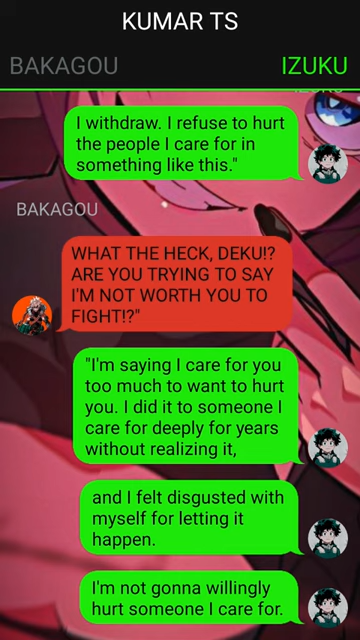 KUMAR TS
BAKAGOU
IZUKU
IZUKU
I withdraw. I refuse to hurt
the people I care for in
something like this."
BAKAGOU
WHAT THE HECK, DEKU!?
ARE YOU TRYING TO SAY
I'M NOT WORTH YOU TO
FIGHT!?"
"I'm saying I care for you
too much to want to hurt
you. I did it to someone I
care for deeply for years
without realizing it,
and I felt disgusted with
myself for letting it
happen.
I'm not gonna willingly
hurt someone I care for.